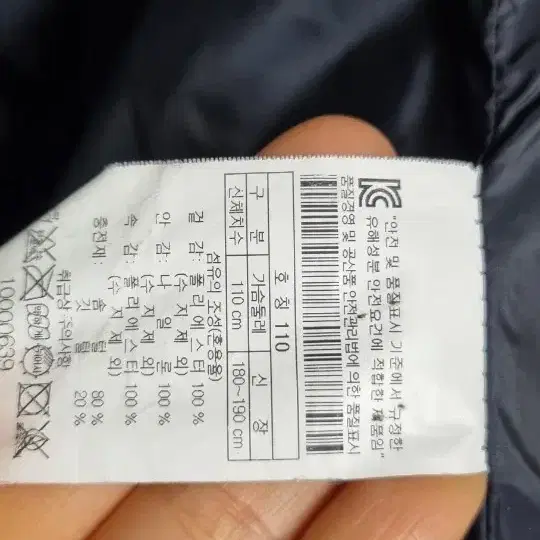 "안전 및 품질표시 기준에서 규정한
유해성분 안전요건에 적합한 제품임"
품질경영 및 공산품 안전관리법에 의한 품질표시
호 칭 110
구 분 가슴둘레 신 장
신체치수 110 cm 180~190 cm
섬유의 조성(혼용율)
겉 감: 폴리에스터 100 %
(수 지 제 외)
안 감: 나 일 론 100 %
(수 지 제 외)
속 감: 폴리에스터 100 %
(수 지 제 외)
충전재: 솜 털 80 %
깃 털 20 %
취급상 주의사항